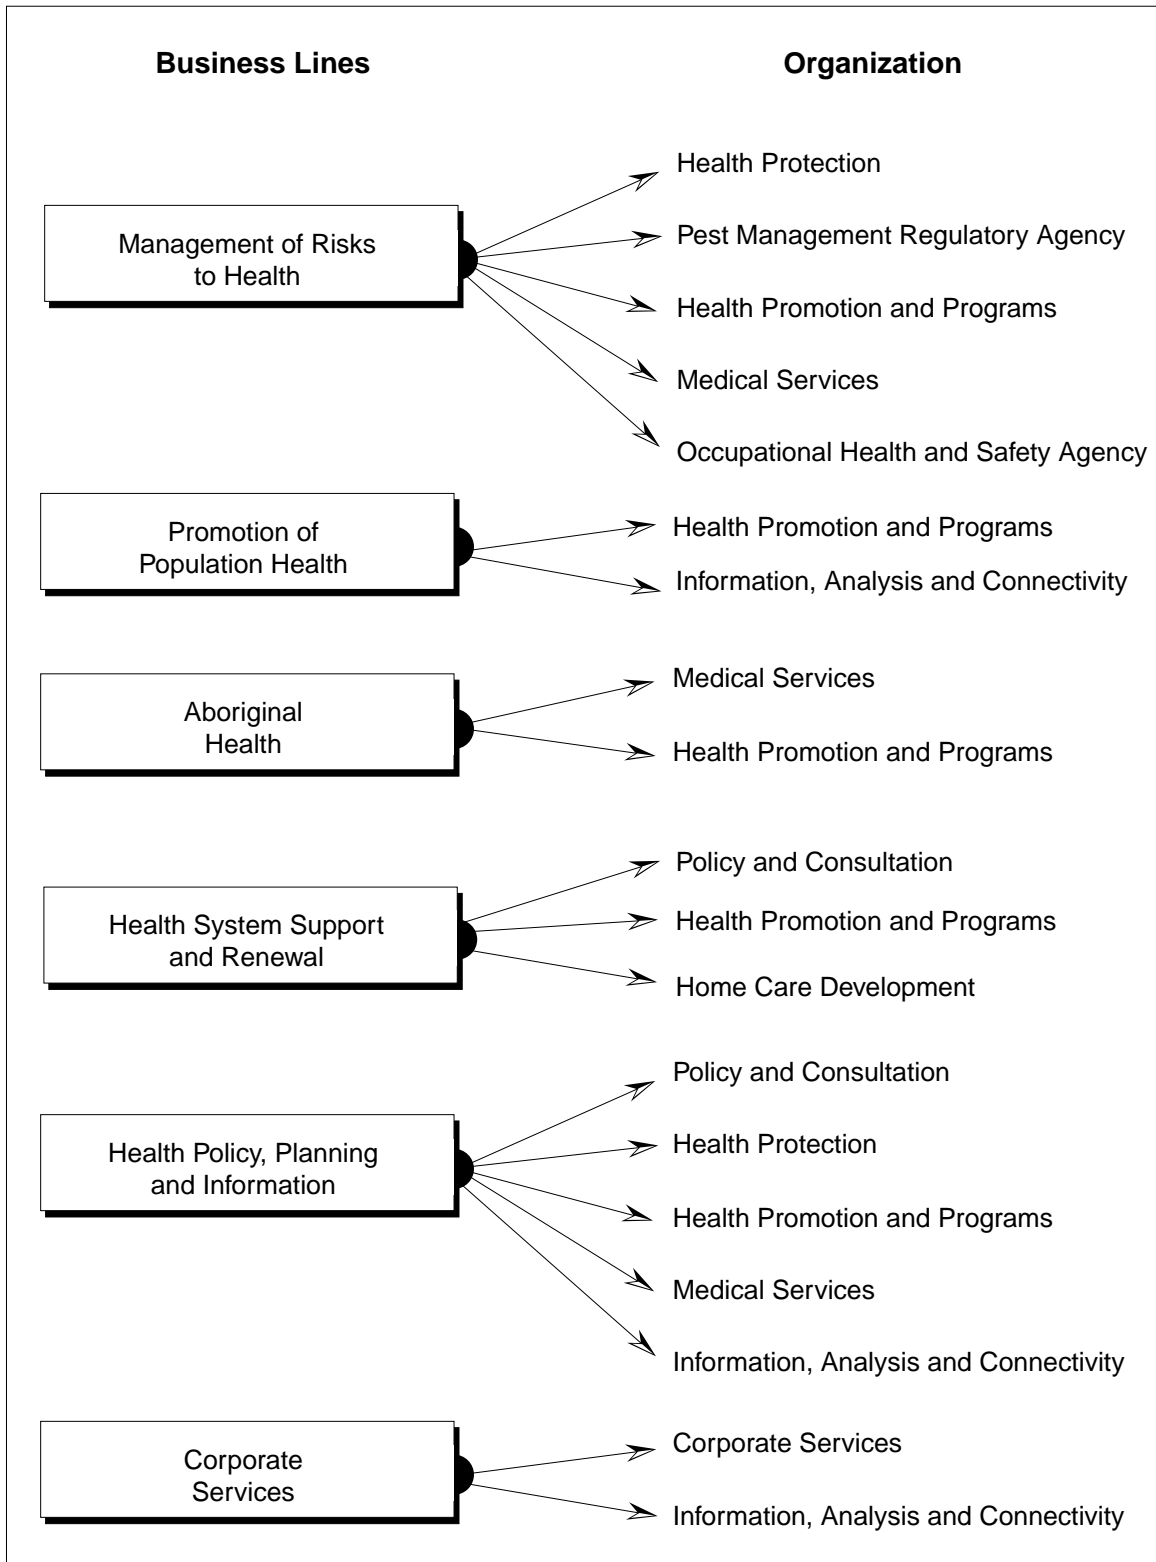 Business Lines
Organization
Management of Risks
to Health
Health Protection
Pest Management Regulatory Agency
Health Promotion and Programs
Medical Services
Occupational Health and Safety Agency
Promotion of
Population Health
Health Promotion and Programs
Information, Analysis and Connectivity
Aboriginal
Health
Medical Services
Health Promotion and Programs
Health System Support
and Renewal
Policy and Consultation
Health Promotion and Programs
Home Care Development
Health Policy, Planning
and Information
Policy and Consultation
Health Protection
Health Promotion and Programs
Medical Services
Information, Analysis and Connectivity
Corporate
Services
Corporate Services
Information, Analysis and Connectivity